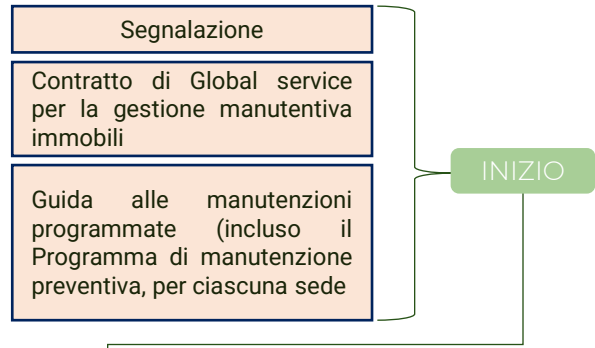 Segnalazione
Contratto di Global service
per la gestione manutentiva
immobili
INIZIO
Guida alle manutenzioni
programmate (incluso il
Programma di manutenzione
preventiva, per ciascuna sede